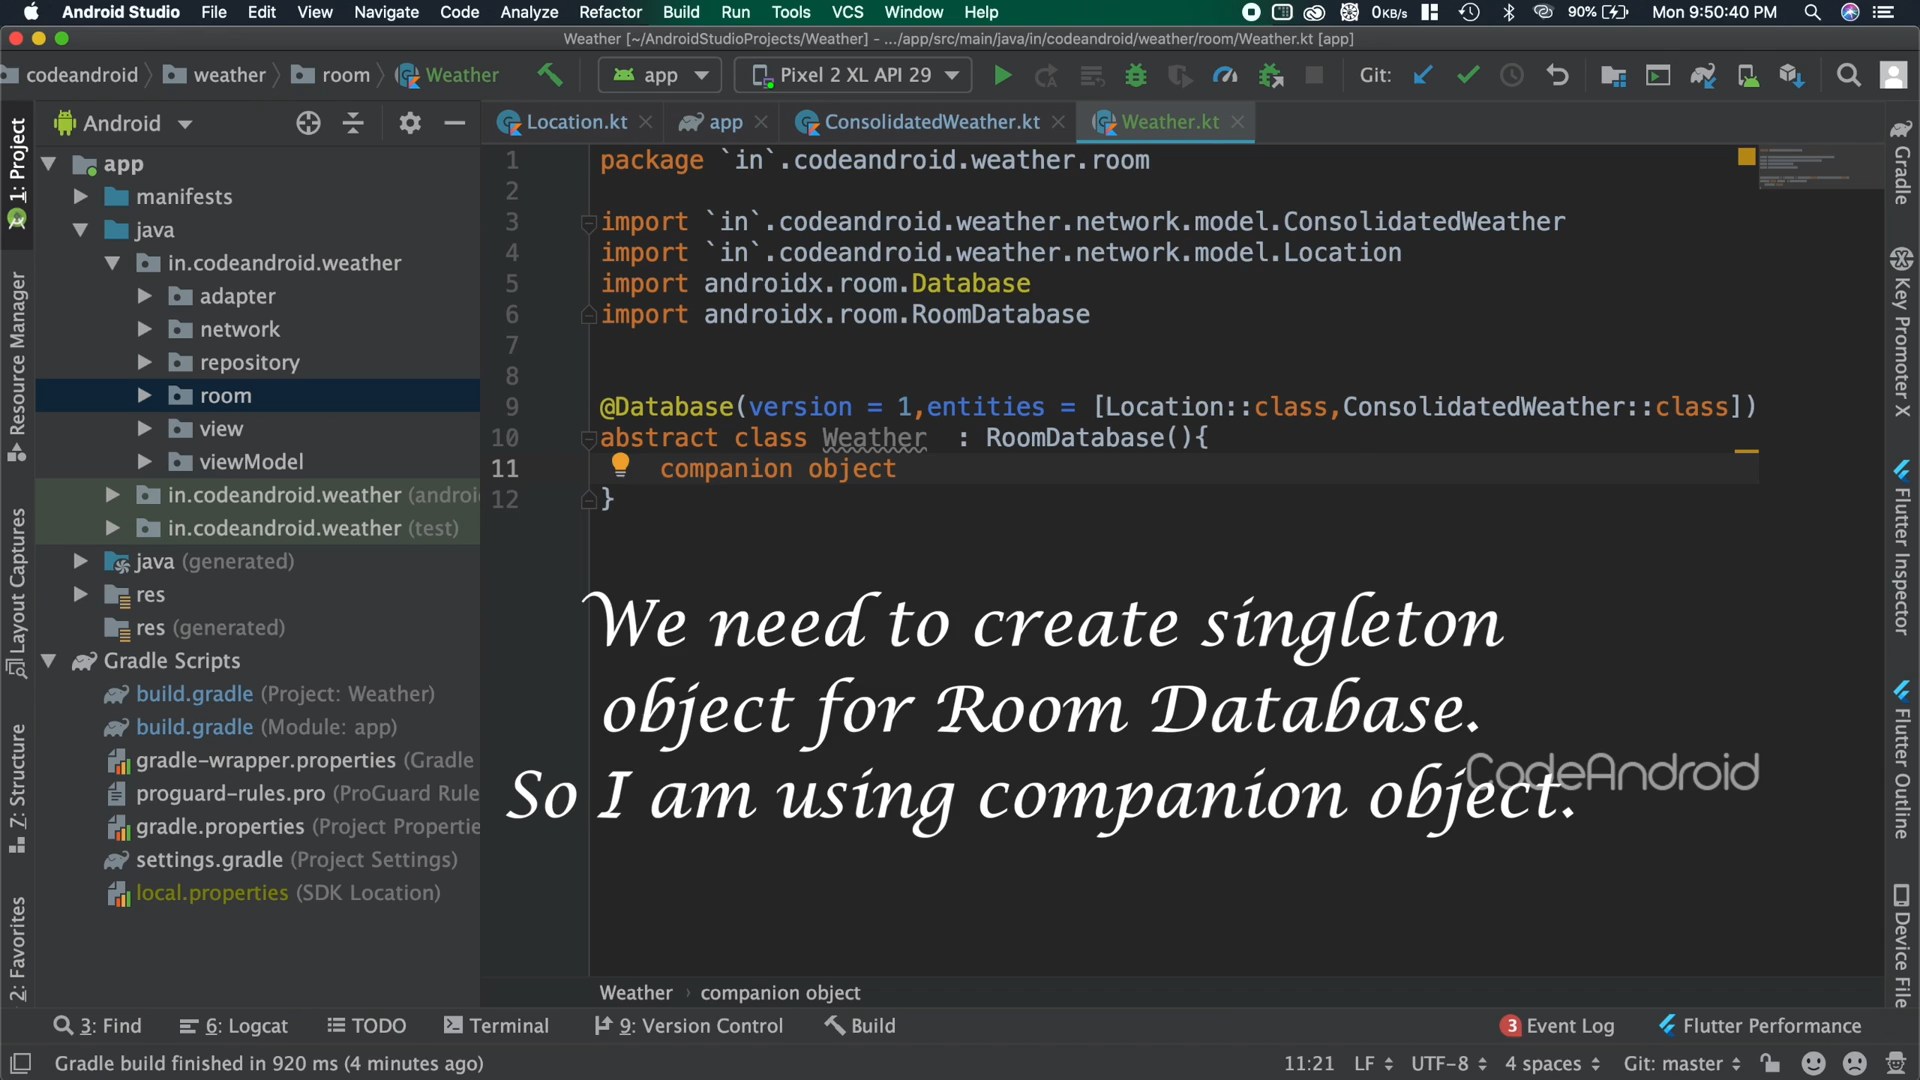 Android Studio File Edit View Navigate Code Analyze Refactor Build Run Tools VCS Window Help 0KB/s 90% Mon 9:50:40 PM
Weather [~/AndroidStudioProjects/Weather] - .../app/src/main/java/in/codeandroid/weather/room/Weather.kt [app]
codeandroid weather room Weather app Pixel 2 XL API 29 Git:
Android
Location.kt app ConsolidatedWeather.kt Weather.kt
1: Project
Resource Manager
Layout Captures
Z: Structure
2: Favorites
app
manifests
java
in.codeandroid.weather
adapter
network
repository
room
view
viewModel
in.codeandroid.weather (androi
in.codeandroid.weather (test)
java (generated)
res
res (generated)
Gradle Scripts
build.gradle (Project: Weather)
build.gradle (Module: app)
gradle-wrapper.properties (Gradle
proguard-rules.pro (ProGuard Rule
gradle.properties (Project Propertie
settings.gradle (Project Settings)
local.properties (SDK Location)
1 package `in`.codeandroid.weather.room
2
3 import `in`.codeandroid.weather.network.model.ConsolidatedWeather
4 import `in`.codeandroid.weather.network.model.Location
5 import androidx.room.Database
6 import androidx.room.RoomDatabase
7
8
9 @Database(version = 1,entities = [Location::class,ConsolidatedWeather::class])
10 abstract class Weather : RoomDatabase(){
11 companion object
12 }
We need to create singleton
object for Room Database.
So I am using companion object.
CodeAndroid
Gradle
Key Promoter X
Flutter Inspector
Flutter Outline
Device File
Weather › companion object
3: Find 6: Logcat TODO Terminal 9: Version Control Build 3 Event Log Flutter Performance
Gradle build finished in 920 ms (4 minutes ago) 11:21 LF UTF-8 4 spaces Git: master